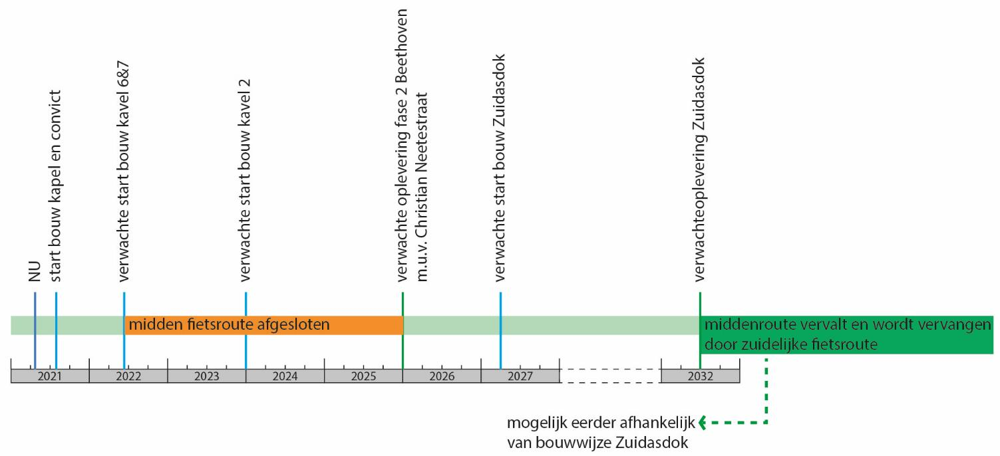 NU
start bouw kapel en convict
verwachte start bouw kavel 6&7
verwachte start bouw kavel 2
verwachte oplevering fase 2 Beethoven
m.u.v. Christian Neetestraat
verwachte start bouw Zuidasdok
verwachteoplevering Zuidasdok
midden fietsroute afgesloten
middenroute vervalt en wordt vervangen
door zuidelijke fietsroute
2021
2022
2023
2024
2025
2026
2027
2032
mogelijk eerder afhankelijk
van bouwwijze Zuidasdok